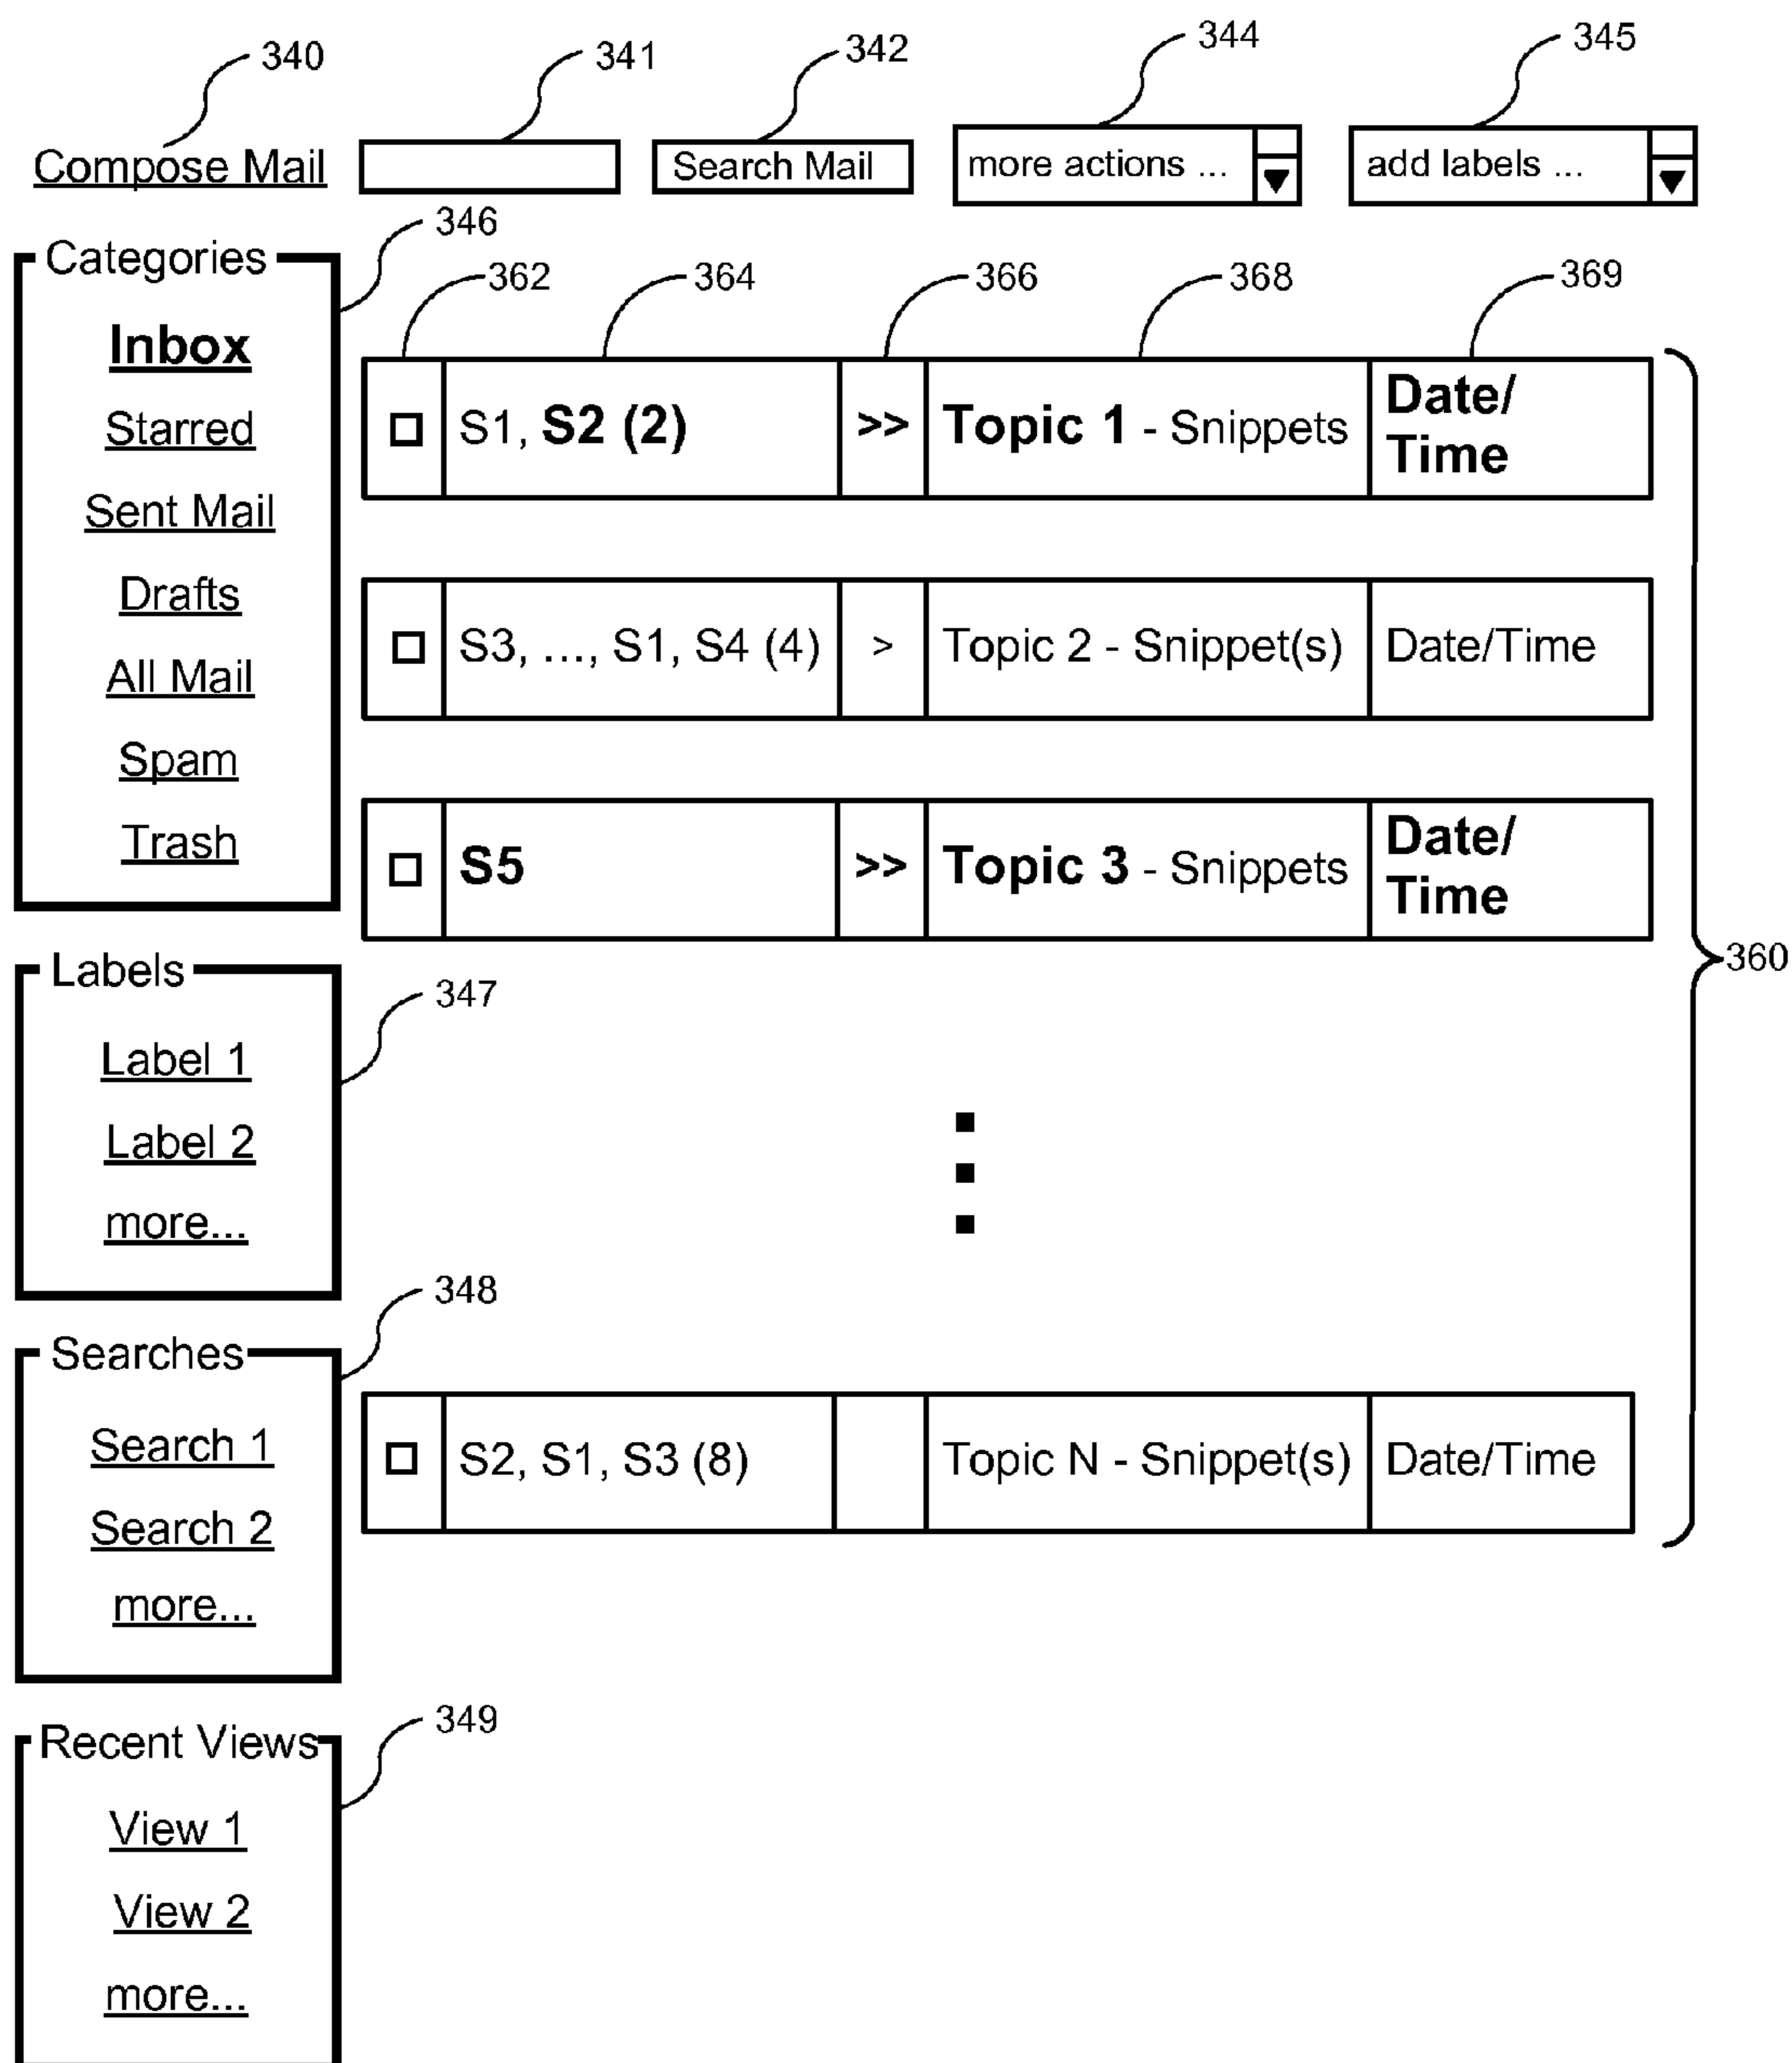 340
341
342
344
345
Compose Mail
Search Mail
more actions ...
add labels ...
346
Categories
Inbox
Starred
Sent Mail
Drafts
All Mail
Spam
Trash
362
364
366
368
369
S1, S2 (2) >> Topic 1 - Snippets Date/
Time
S3, ..., S1, S4 (4) > Topic 2 - Snippet(s) Date/Time
S5 >> Topic 3 - Snippets Date/
Time
360
Labels
347
Label 1
Label 2
more...
348
Searches
Search 1
Search 2
more...
S2, S1, S3 (8) Topic N - Snippet(s) Date/Time
349
Recent Views
View 1
View 2
more...